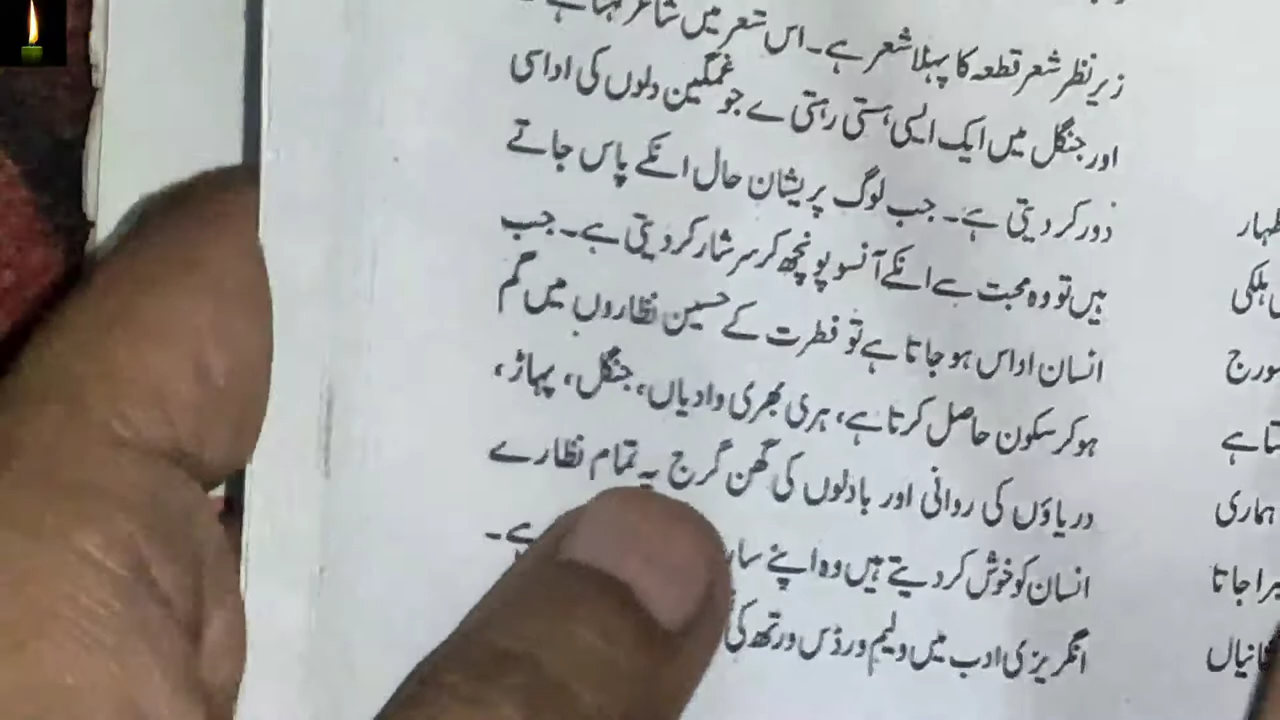 زیرِ نظر شعر قطعہ کا پہلا شعر ہے۔ اس شعر میں شاعر کہتا ہے
اور جنگل میں ایک ایسی ہستی رہتی ہے جو غمگین دلوں کی اداسی
دور کر دیتی ہے۔ جب لوگ پریشان حال انکے پاس جاتے
ہیں تو وہ محبت سے انکے آنسو پونچھ کر سرشار کر دیتی ہے۔ جب
انسان اداس ہو جاتا ہے تو فطرت کے حسین نظاروں میں گم
ہو کر سکون حاصل کرتا ہے، ہری بھری وادیاں، جنگل، پہاڑ،
دریاؤں کی روانی اور بادلوں کی گھن گرج یہ تمام نظارے
انسان کو خوش کر دیتے ہیں وہ اپنے ہے۔
انگریزی ادب میں ولیم ورڈس ورتھ کی
ہلکی
ہماری